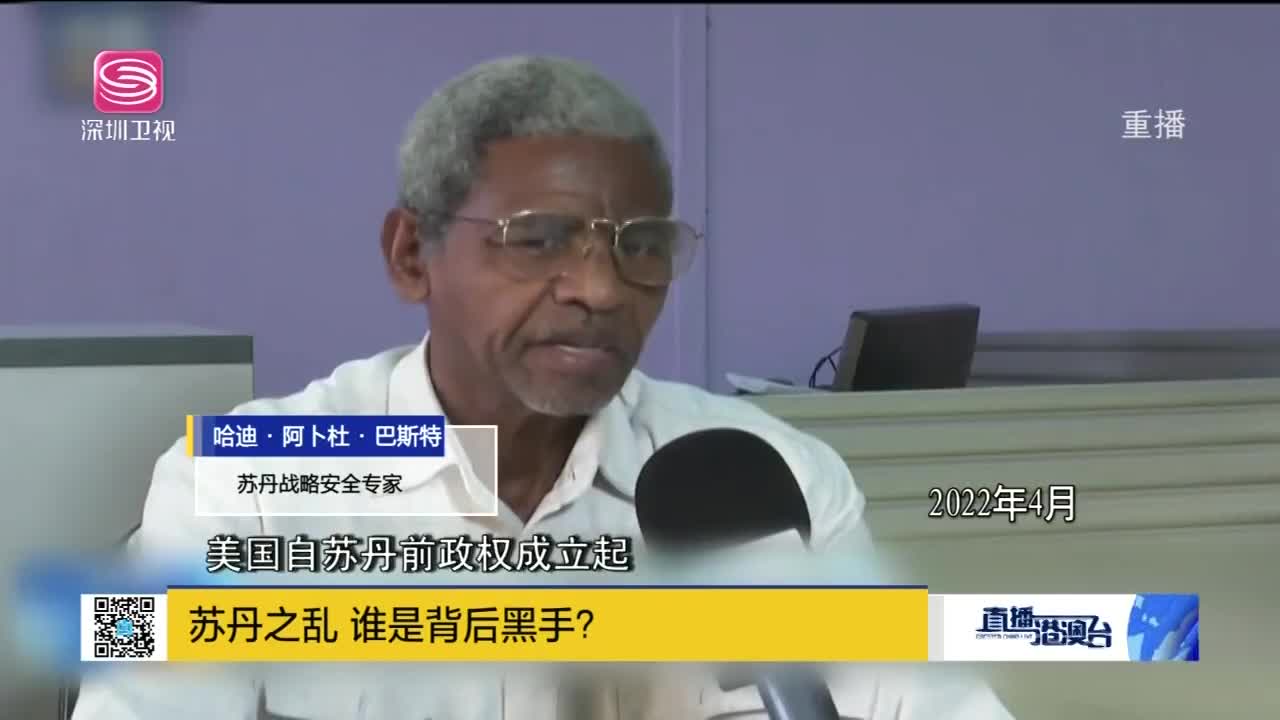 深圳卫视
重播
哈迪·阿卜杜·巴斯特
苏丹战略安全专家
2022年4月
美国自苏丹前政权成立起
苏丹之乱 谁是背后黑手?
直播港澳台